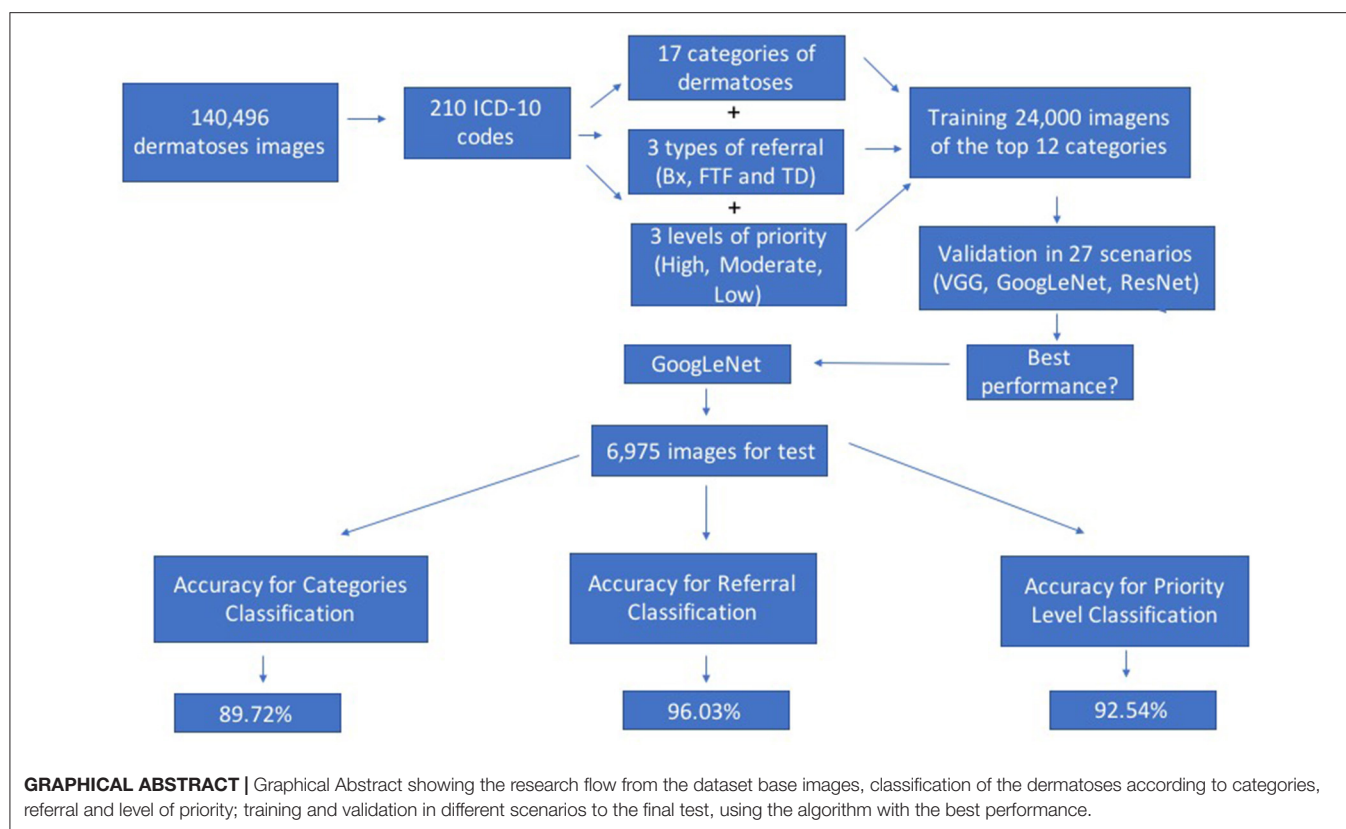 140,496
dermatoses images
210 ICD-10
codes
17 categories of
dermatoses
+
3 types of referral
(Bx, FTF and TD)
+
3 levels of priority
(High, Moderate,
Low)
Training 24,000 imagens
of the top 12 categories
Validation in 27 scenarios
(VGG, GoogLeNet, ResNet)
Best
performance?
GoogLeNet
6,975 images for test
Accuracy for Categories
Classification
Accuracy for Referral
Classification
Accuracy for Priority
Level Classification
89.72%
96.03%
92.54%
GRAPHICAL ABSTRACT | Graphical Abstract showing the research flow from the dataset base images, classification of the dermatoses according to categories,
referral and level of priority; training and validation in different scenarios to the final test, using the algorithm with the best performance.